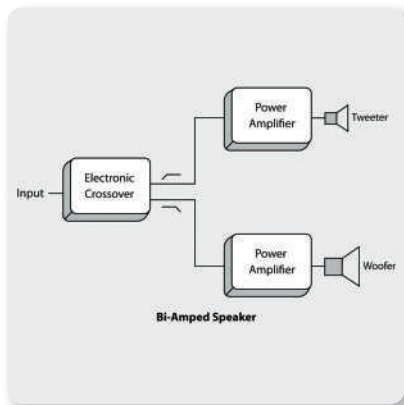 Power
Amplifier
Tweeter
Electronic
Crossover
Input
Power
Amplifier
Woofer
Bi-Amped Speaker